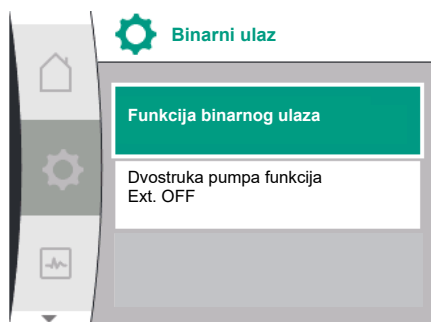 Binarni ulaz
Funkcija binarnog ulaza
Dvostruka pumpa funkcija
Ext. OFF